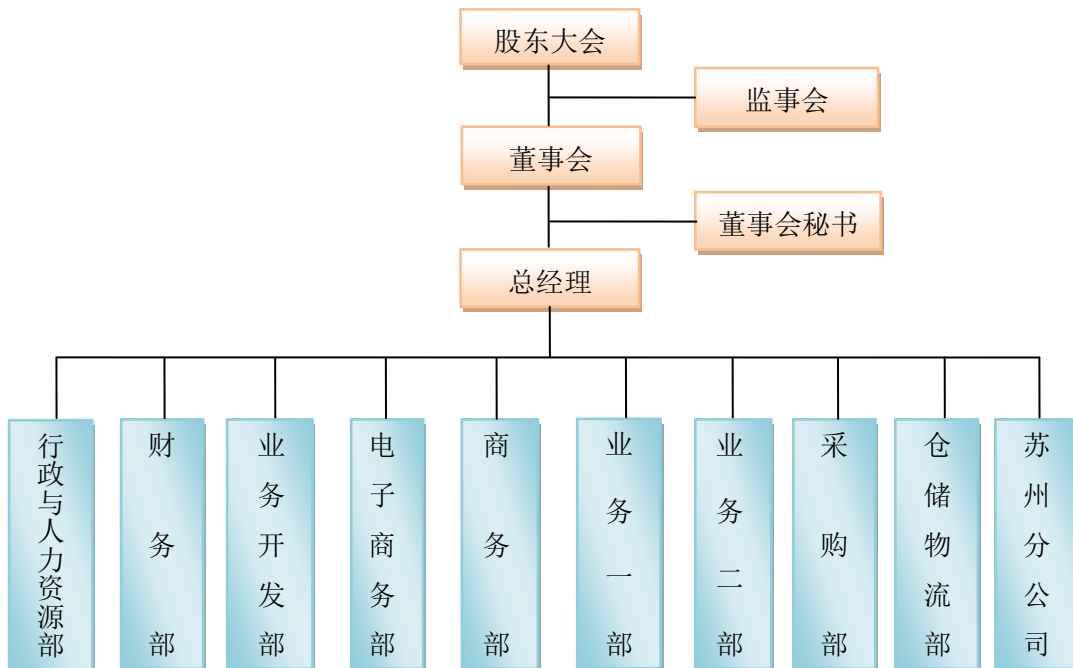 股东大会
监事会
董事会
董事会秘书
总经理
行政与人力资源部
财务部
业务开发部
电子商务部
商务部
业务一部
业务二部
采购部
仓储物流部
苏州分公司